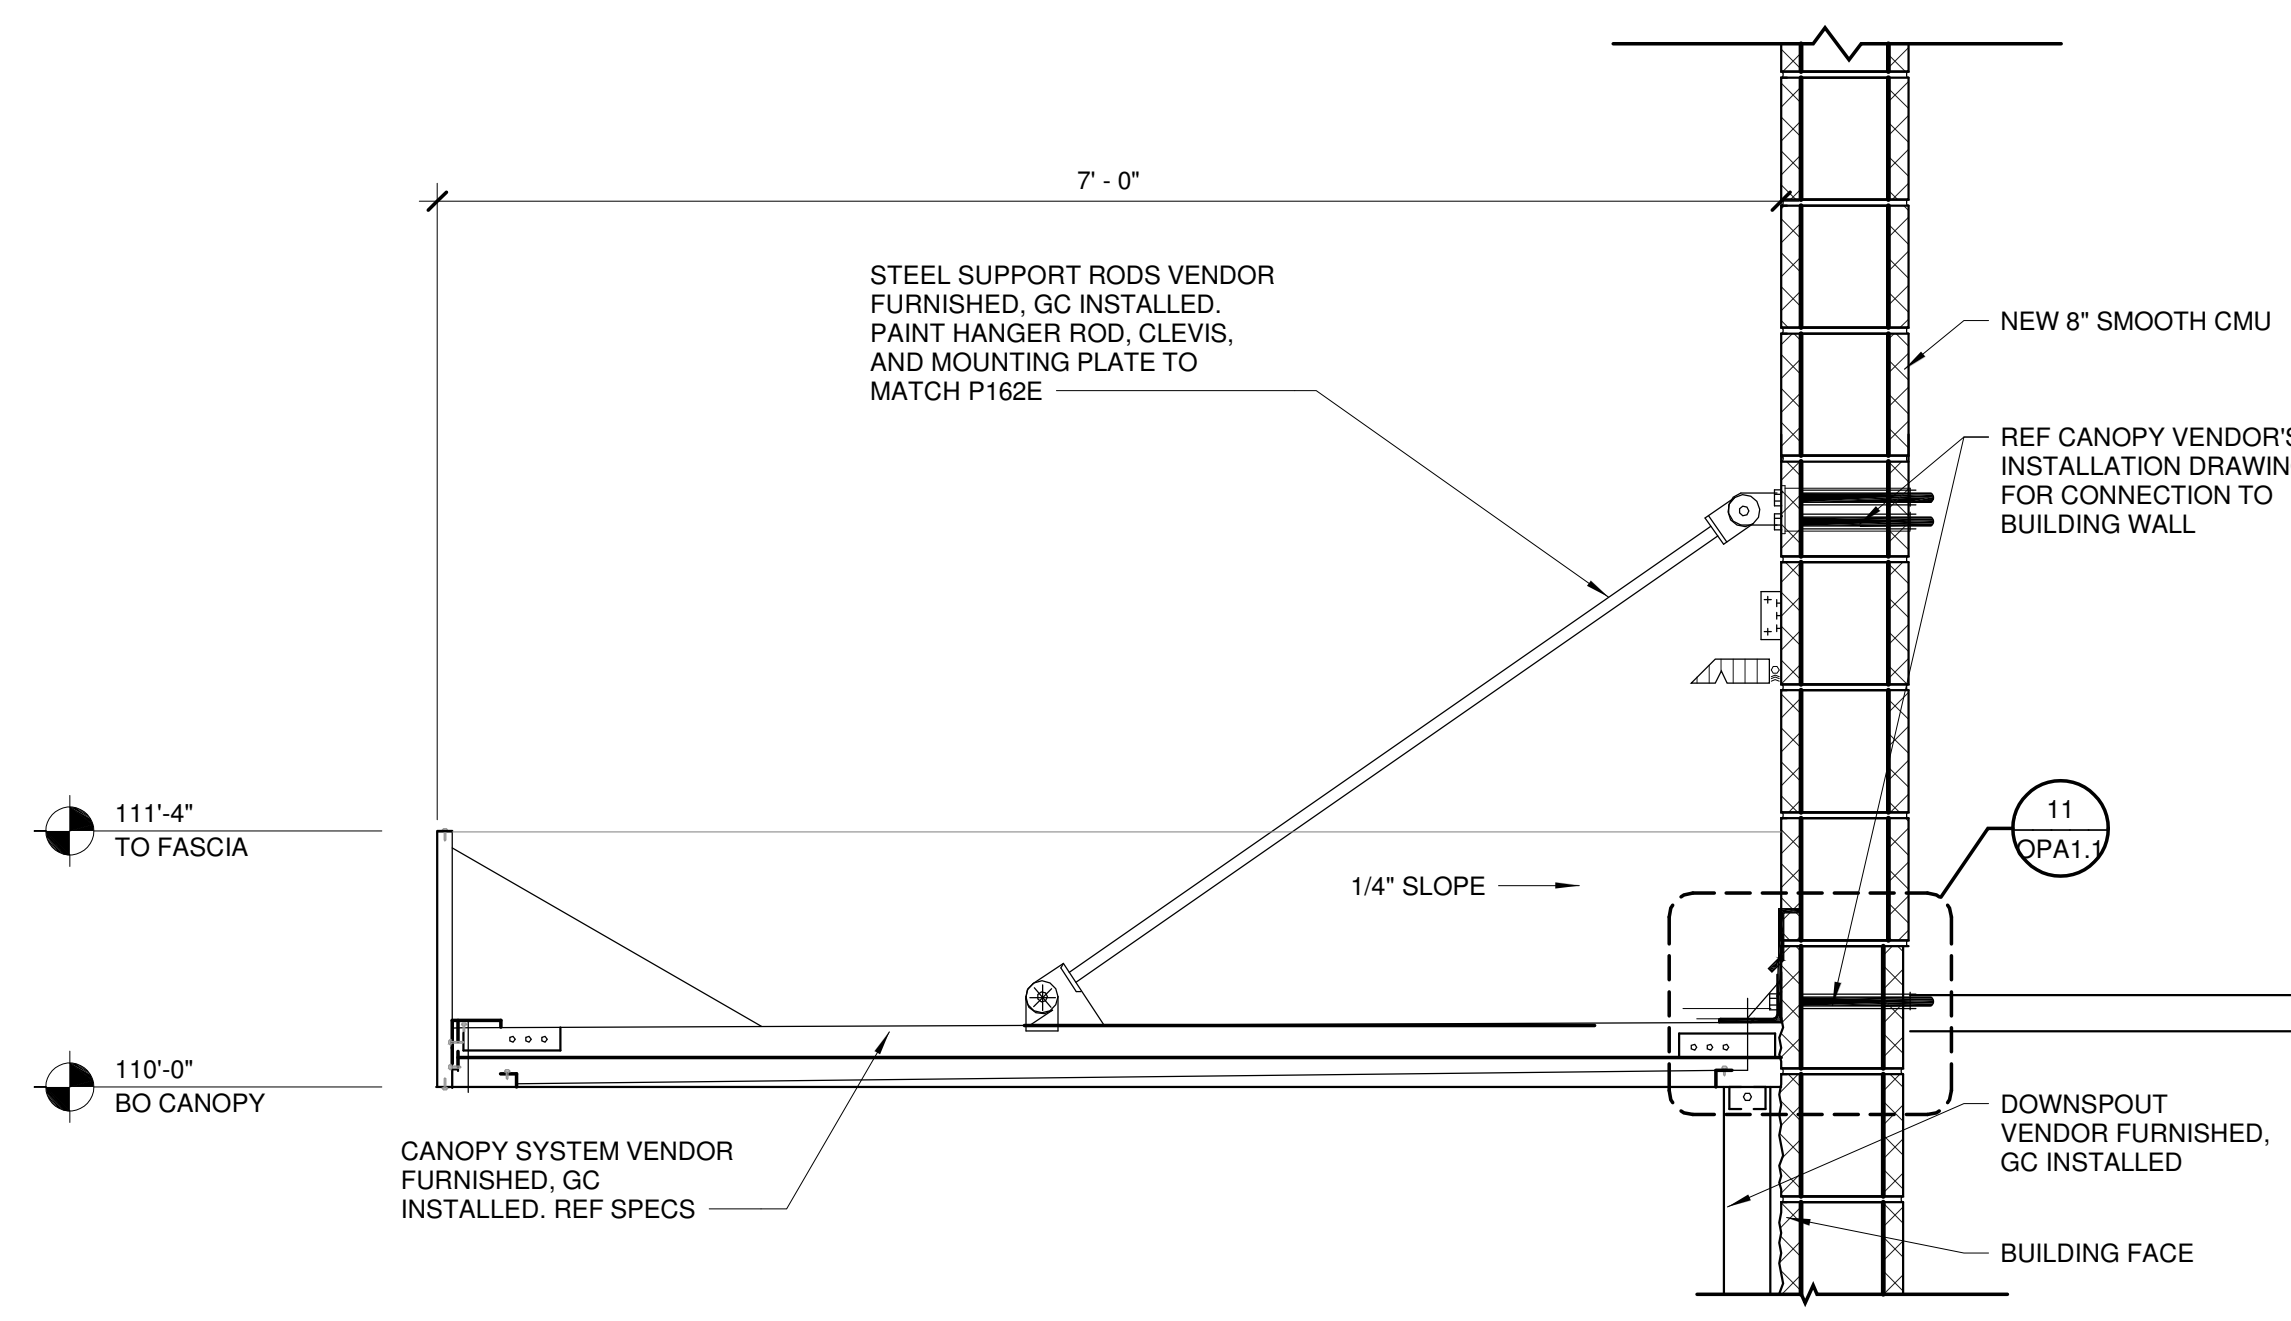 7' - 0"
STEEL SUPPORT RODS VENDOR
FURNISHED, GC INSTALLED.
PAINT HANGER ROD, CLEVIS,
AND MOUNTING PLATE TO
MATCH P162E
NEW 8" SMOOTH CMU
REF CANOPY VENDOR'S
INSTALLATION DRAWIN
FOR CONNECTION TO
BUILDING WALL
111'-4"
TO FASCIA
11
OPA1.1
1/4" SLOPE
110'-0"
BO CANOPY
CANOPY SYSTEM VENDOR
FURNISHED, GC
INSTALLED. REF SPECS
DOWNSPOUT
VENDOR FURNISHED,
GC INSTALLED
BUILDING FACE